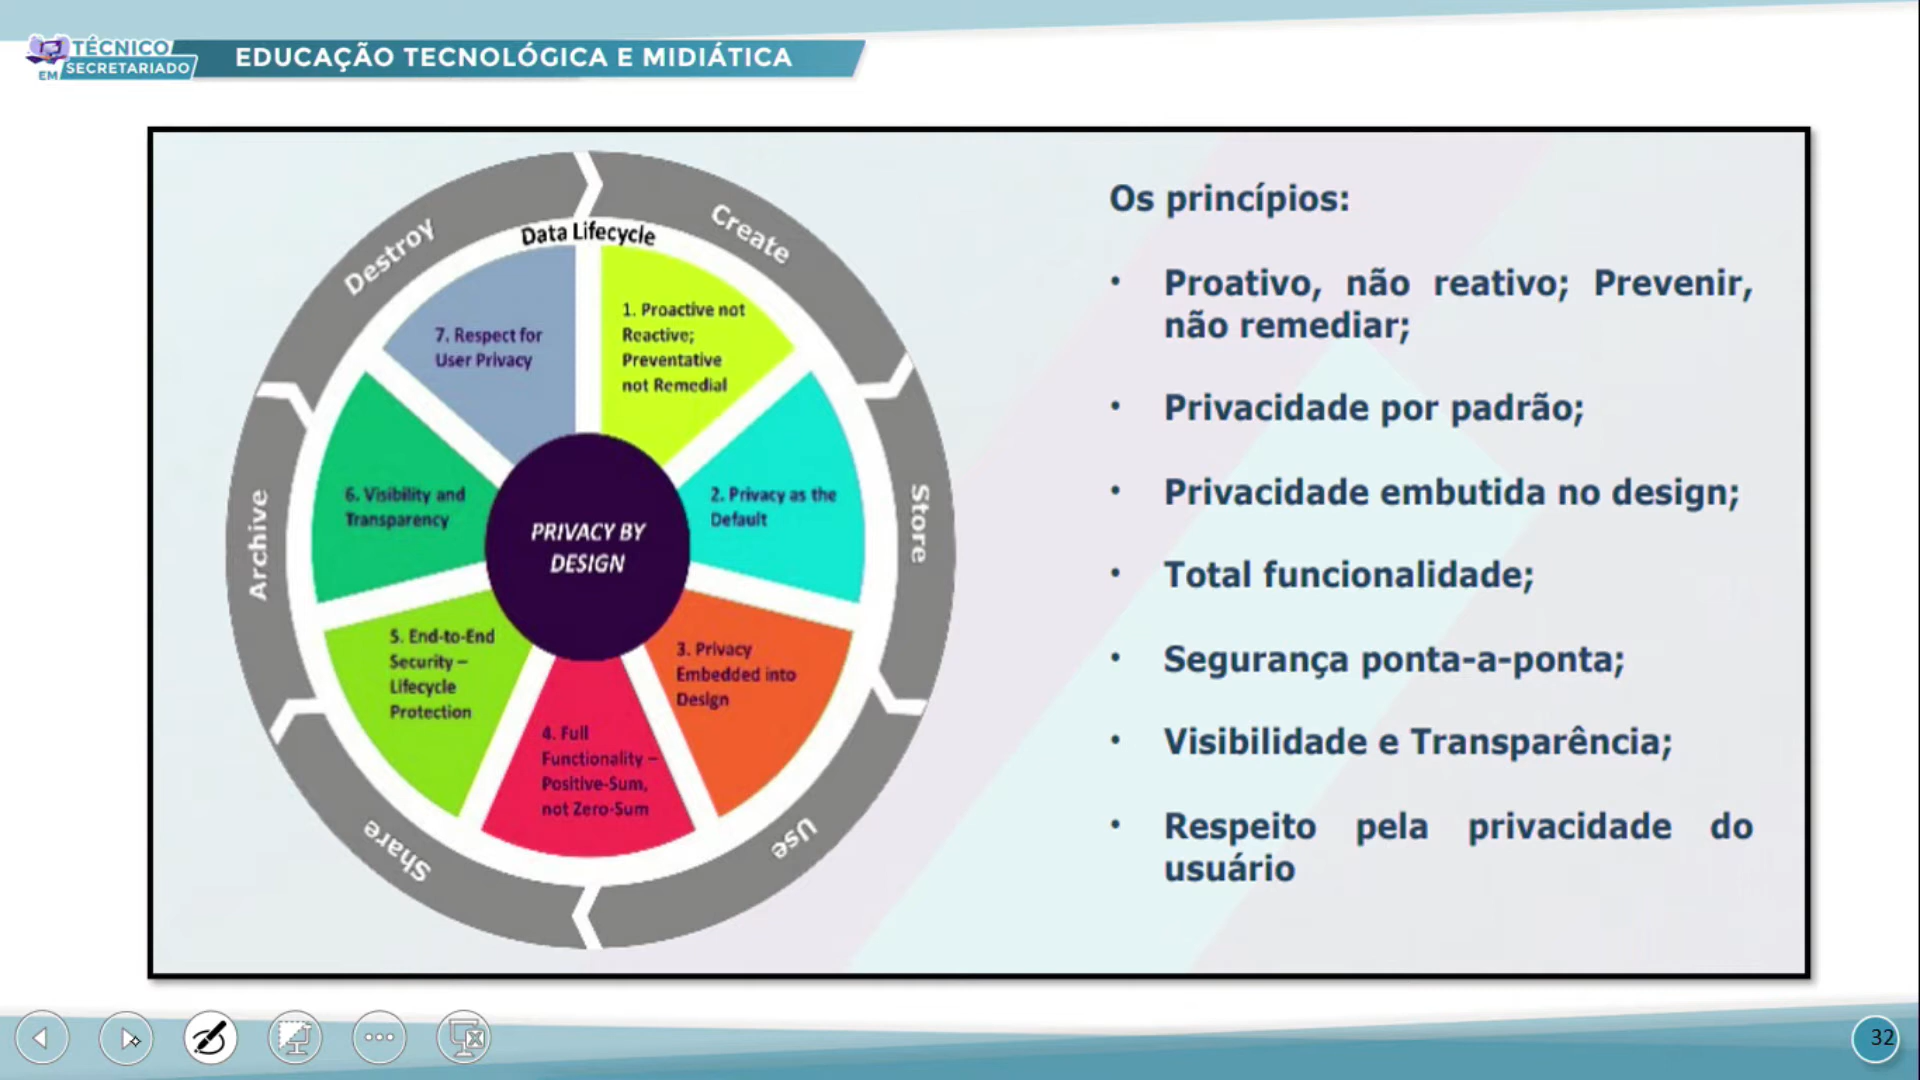 TÉCNICO
EM SECRETARIADO
EDUCAÇÃO TECNOLÓGICA E MIDIÁTICA
Data Lifecycle
Create
Store
Use
Share
Archive
Destroy
1. Proactive not
Reactive;
Preventative
not Remedial
2. Privacy as the
Default
3. Privacy
Embedded into
Design
4. Full
Functionality –
Positive-Sum,
not Zero-Sum
5. End-to-End
Security –
Lifecycle
Protection
6. Visibility and
Transparency
7. Respect for
User Privacy
PRIVACY BY
DESIGN
Os princípios:
• Proativo, não reativo; Prevenir,
não remediar;
• Privacidade por padrão;
• Privacidade embutida no design;
• Total funcionalidade;
• Segurança ponta-a-ponta;
• Visibilidade e Transparência;
• Respeito pela privacidade do
usuário
32